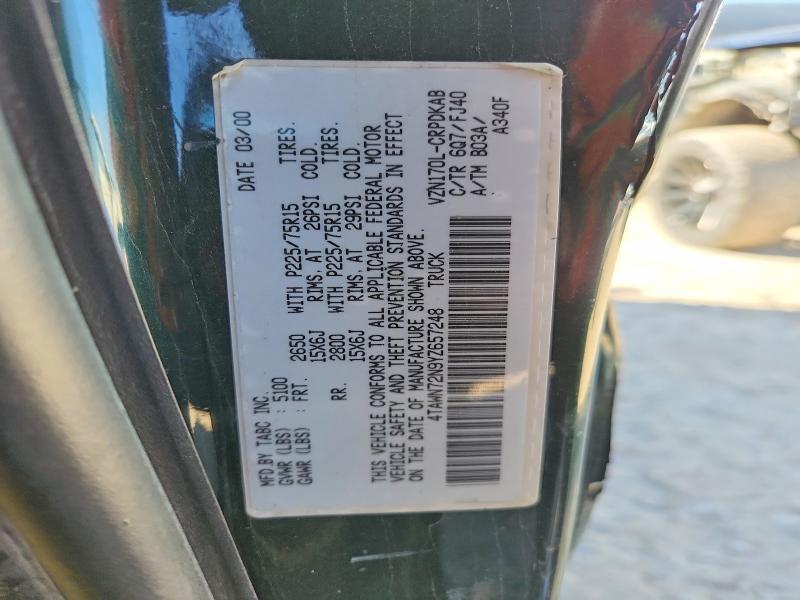 DATE 03/00
MFD.BY TABC INC.
GVWR (LBS) : 5100
GAWR (LBS) : FRT. 2650 WITH P225/75R15 TIRES.
15X6J RIMS, AT 26PSI COLD.
RR. 2800 WITH P225/75R15 TIRES.
15X6J RIMS, AT 29PSI COLD.
THIS VEHICLE CONFORMS TO ALL APPLICABLE FEDERAL MOTOR
VEHICLE SAFETY AND THEFT PREVENTION STANDARDS IN EFFECT
ON THE DATE OF MANUFACTURE SHOWN ABOVE.
4TAWN72N9YZ657248 TRUCK
VZN170L-CRPDKAB
C/TR 6Q7/FJ40
A/TM B03A/
A340F